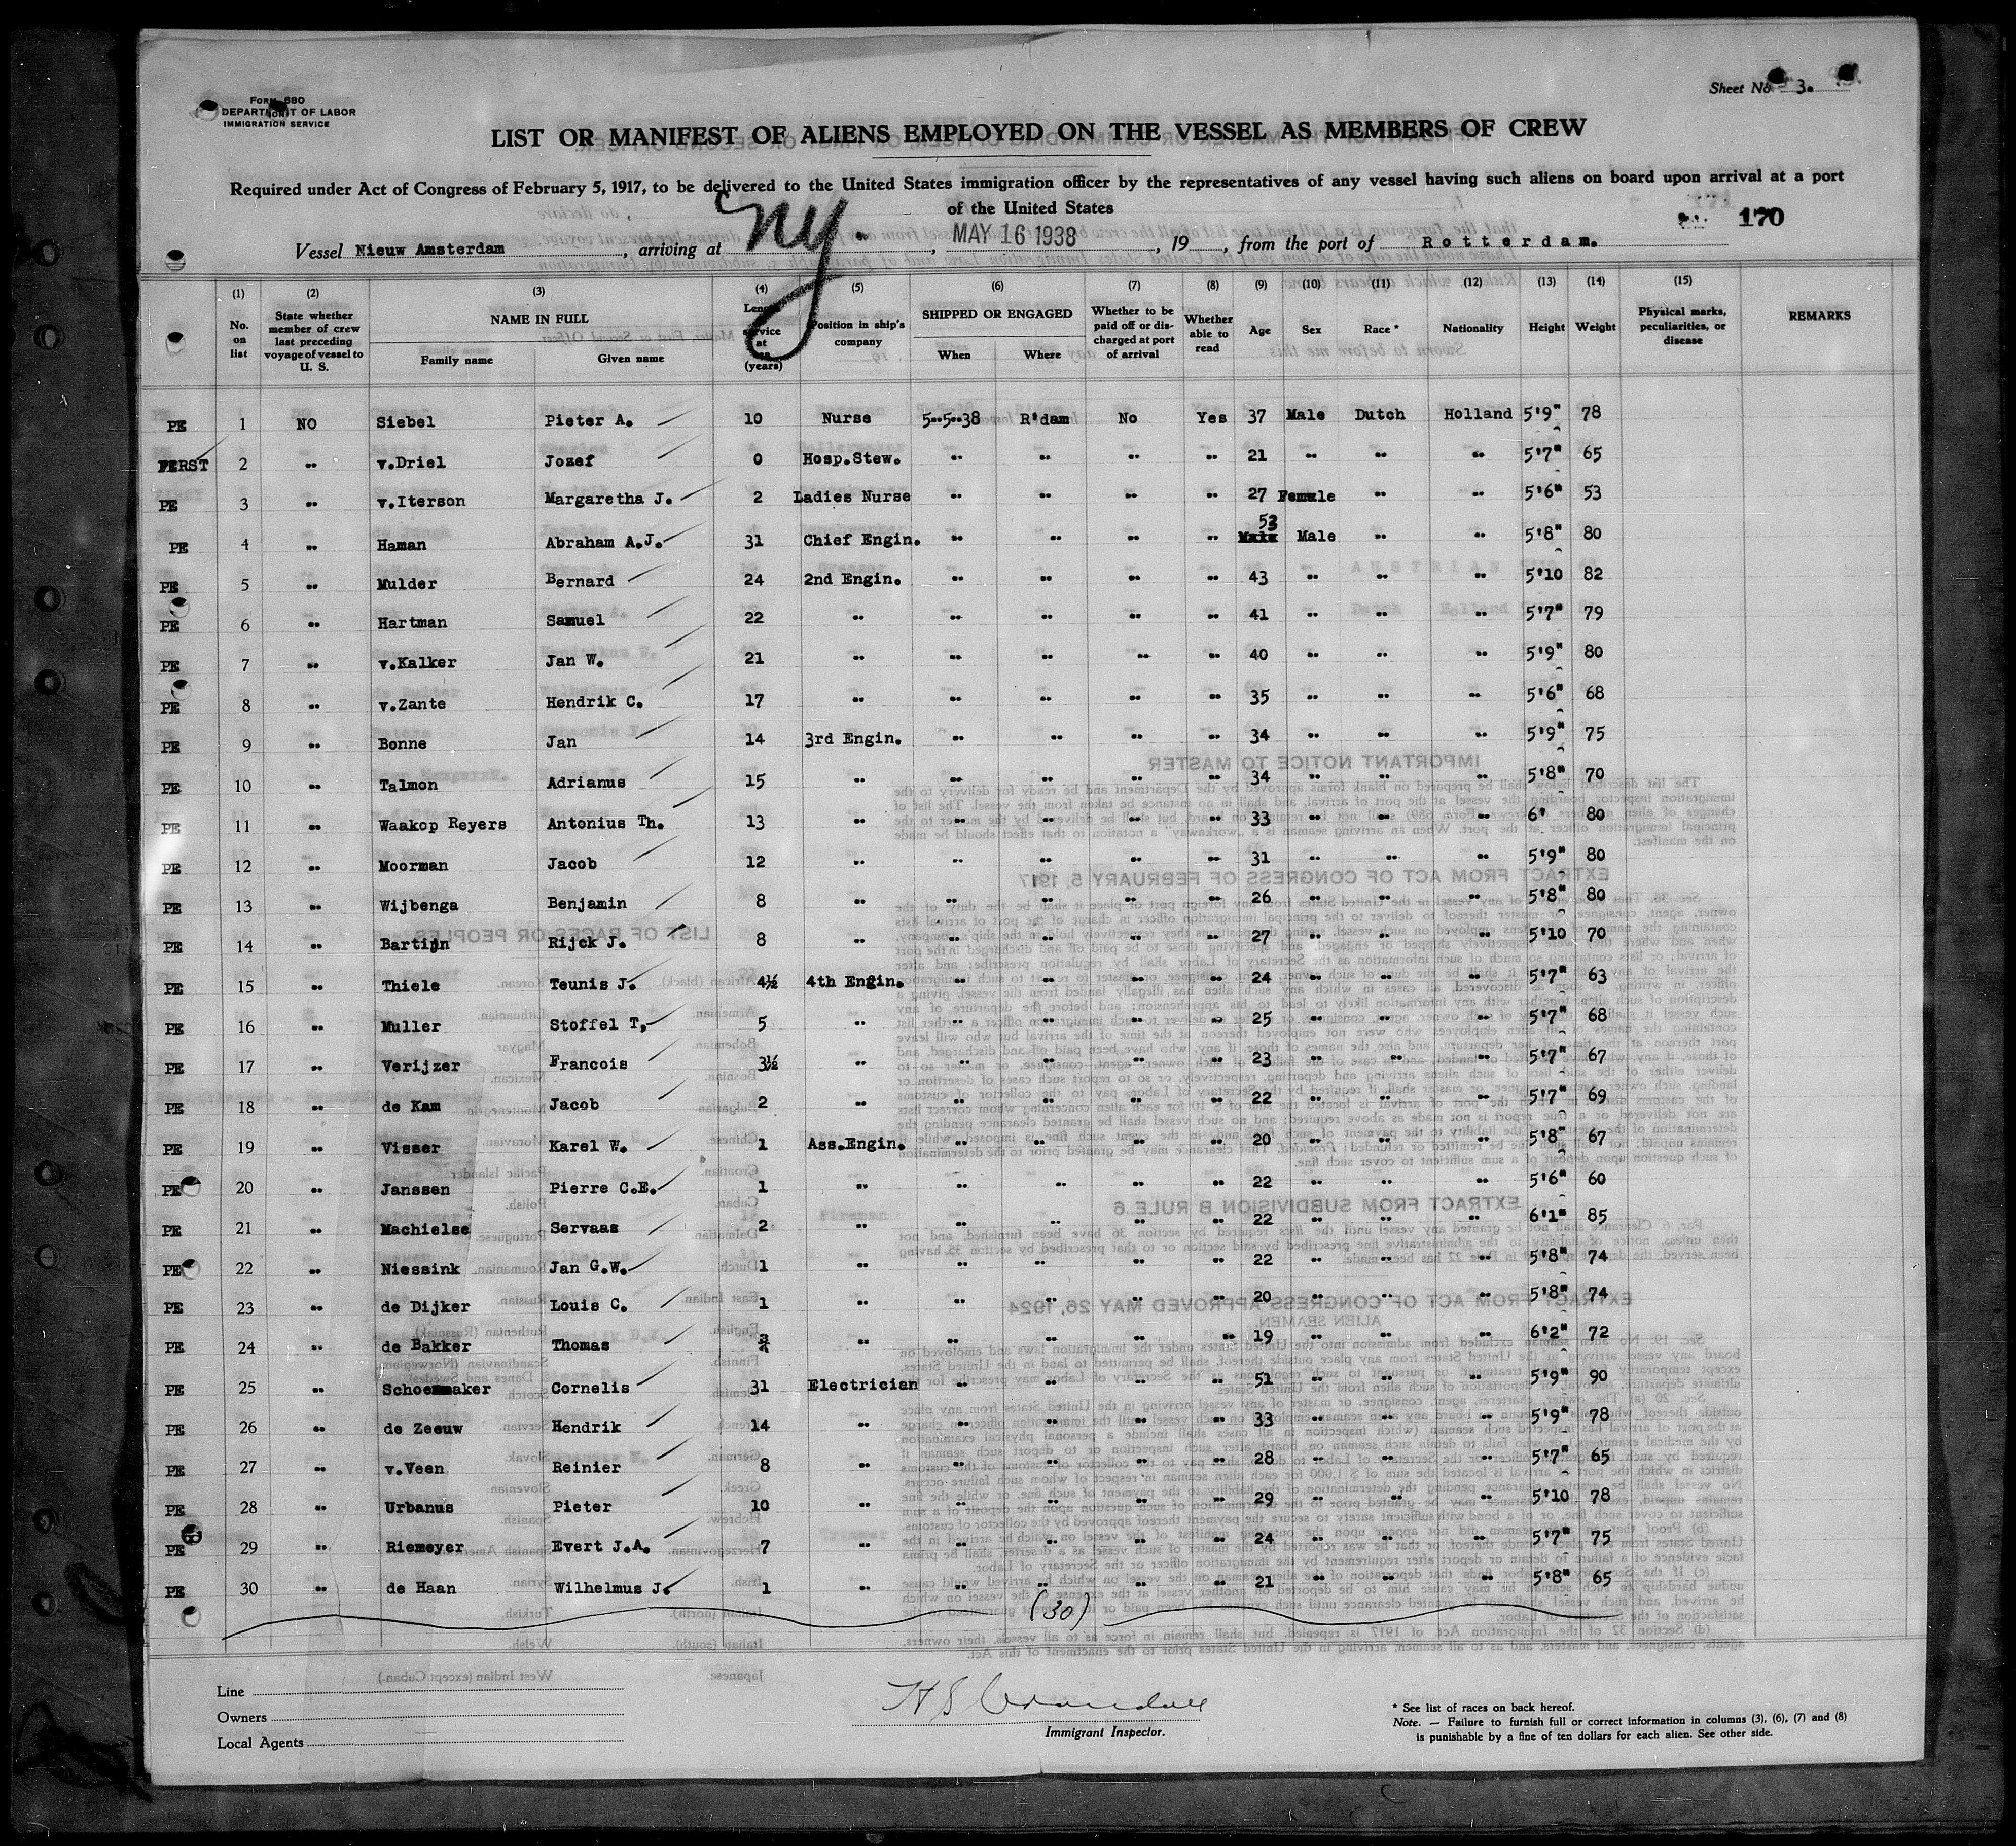 Form 680
DEPARTMENT OF LABOR
IMMIGRATION SERVICE
Sheet No. 3.
LIST OR MANIFEST OF ALIENS EMPLOYED ON THE VESSEL AS MEMBERS OF CREW
Required under Act of Congress of February 5, 1917, to be delivered to the United States immigration officer by the representatives of any vessel having such aliens on board upon arrival at a port
of the United States
170
Vessel Nieuw Amsterdam, arriving at NY., MAY 16 1938, 19, from the port of Rotterdam.
(1) (2) (3) (4) (5) (6) (7) (8) (9) (10) (11) (12) (13) (14) (15)
No. on list State whether member of crew last preceding voyage of vessel to U. S. NAME IN FULL Family name Given name service at (years) Position in ship's company SHIPPED OR ENGAGED When Where Whether to be paid off or discharged at port of arrival Whether able to read Age Sex Race * Nationality Height Weight Physical marks, peculiarities, or disease REMARKS
PE 1 NO Siebel Pieter A. 10 Nurse 5--5--38 R'dam No Yes 37 Male Dutch Holland 5'9" 78
FIRST 2 " v.Driel Jozef 0 Hosp.Stew. " " " " 21 " " " 5'7" 65
PE 3 " v.Iterson Margaretha J. 2 Ladies Nurse " " " " 27 Female " " 5'6" 53
PE 4 " Haman Abraham A.J. 31 Chief Engin. " " " " 53 Male " " 5'8" 80
PE 5 " Mulder Bernard 24 2nd Engin. " " " " 43 " " " 5'10 82
PE 6 " Hartman Samuel 22 " " " " " 41 " " " 5'7" 79
PE 7 " v.Kalker Jan W. 21 " " " " " 40 " " " 5'9" 80
PE 8 " v.Zante Hendrik C. 17 " " " " " 35 " " " 5'6" 68
PE 9 " Bonne Jan 14 3rd Engin. " " " " 34 " " " 5'9" 75
PE 10 " Talmon Adrianus 15 " " " " " 34 " " " 5'8" 70
PE 11 " Waakop Reyers Antonius Th. 13 " " " " " 33 " " " 6' 80
PE 12 " Moorman Jacob 12 " " " " " 31 " " " 5'9" 80
PE 13 " Wijbenga Benjamin 8 " " " " " 26 " " " 5'8" 80
PE 14 " Bartijn Rijck J. 8 " " " " " 27 " " " 5'10 70
PE 15 " Thiele Teunis J. 4½ 4th Engin. " " " " 24 " " " 5'7" 63
PE 16 " Muller Stoffel T. 5 " " " " " 25 " " " 5'7" 68
PE 17 " Verijzer Francois 3½ " " " " " 23 " " " 5'7" 67
PE 18 " de Kam Jacob 2 " " " " " 22 " " " 5'7" 69
PE 19 " Visser Karel W. 1 Ass.Engin. " " " " 20 " " " 5'8" 67
PE 20 " Janssen Pierre C.E. 1 " " " " " 22 " " " 5'6" 60
PE 21 " Machielse Servaas 2 " " " " " 22 " " " 6'1" 85
PE 22 " Niessink Jan G.W. 1 " " " " " 22 " " " 5'8" 74
PE 23 " de Dijker Louis C. 1 " " " " " 20 " " " 5'8" 74
PE 24 " de Bakker Thomas " " " " " 19 " " " 6'2" 72
PE 25 " Schoenmaker Cornelis 31 Electrician " " " " 51 " " " 5'9" 90
PE 26 " de Zeeuw Hendrik 14 " " " " " 33 " " " 5'9" 78
PE 27 " v.Veen Reinier 8 " " " " " 28 " " " 5'7" 65
PE 28 " Urbanus Pieter 10 " " " " " 29 " " " 5'10 78
PE 29 " Riemeyer Evert J.A. 7 " " " " " 24 " " " 5'7" 75
PE 30 " de Haan Wilhelmus J. 1 " " " " " 21 " " " 5'8" 65
(30)
Line
Owners
Local Agents
Immigrant Inspector.
* See list of races on back hereof.
Note. — Failure to furnish full or correct information in columns (3), (6), (7) and (8)
is punishable by a fine of ten dollars for each alien. See other side.